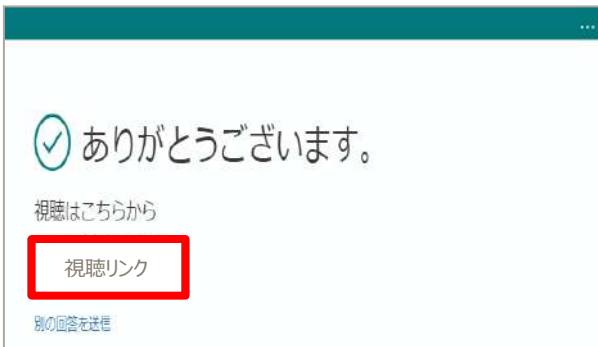 …
ありがとうございます。
視聴はこちらから
視聴リンク
別の回答を送信